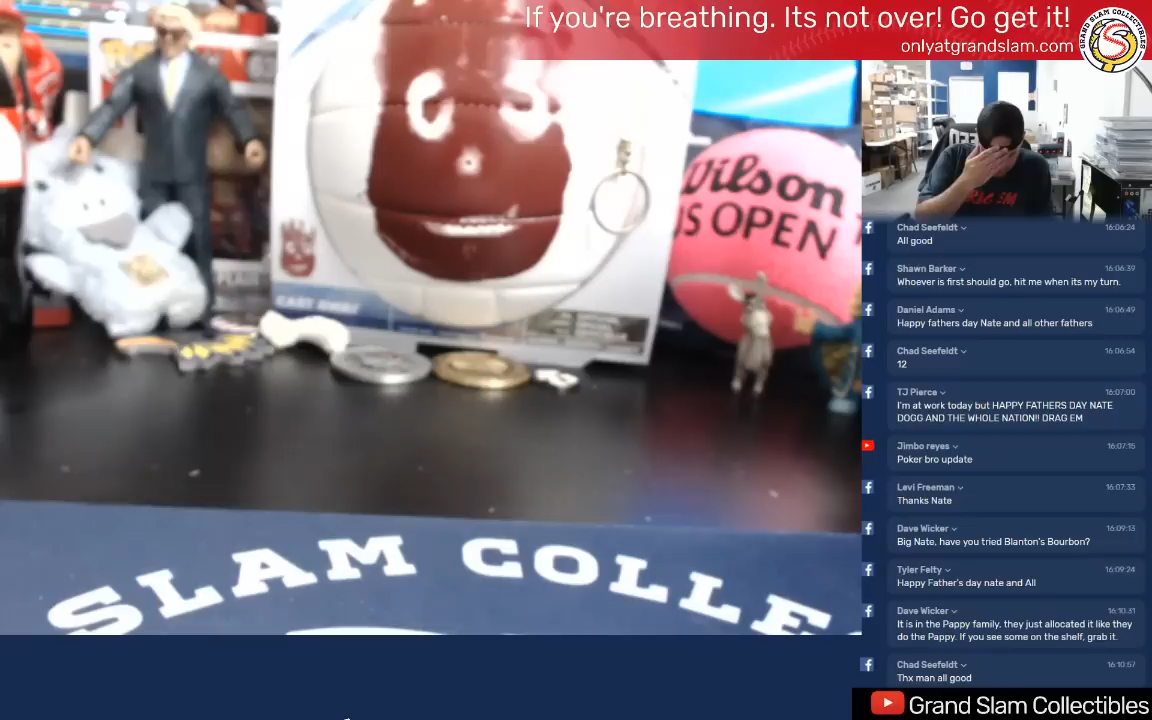 If you're breathing. Its not over! Go get it!
onlyatgrandslam.com
GRAND SLAM COLLECTIBLES
Wilson
US OPEN
CAST AWAY
SLAM COLLE
DRAG EM
Chad Seefeldt 16:06:24
All good
Shawn Barker 16:06:39
Whoever is first should go, hit me when its my turn.
Daniel Adams 16:06:49
Happy fathers day Nate and all other fathers
Chad Seefeldt 16:06:54
12
TJ Pierce 16:07:00
I'm at work today but HAPPY FATHERS DAY NATE
DOGG AND THE WHOLE NATION!! DRAG EM
Jimbo reyes 16:07:15
Poker bro update
Levi Freeman 16:07:33
Thanks Nate
Dave Wicker 16:09:13
Big Nate, have you tried Blanton's Bourbon?
Tyler Felty 16:09:24
Happy Father's day nate and All
Dave Wicker 16:10:31
It is in the Pappy family, they just allocated it like they
do the Pappy. If you see some on the shelf, grab it.
Chad Seefeldt 16:10:57
Thx man all good
Grand Slam Collectibles